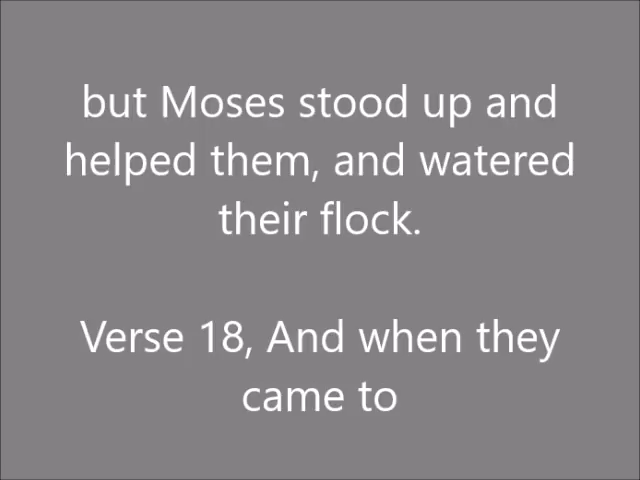 but Moses stood up and
helped them, and watered
their flock.
Verse 18, And when they
came to